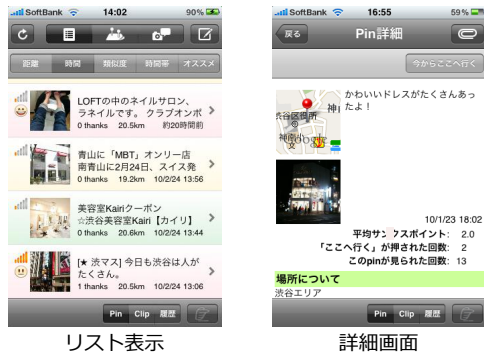 SoftBank 14:02 90%
距離 時間 類似度 時間帯 オススメ
LOFTの中のネイルサロン、
ラネイルです。 クラブオンポ
0 thanks 20.5km 約20時間前
青山に「MBT」オンリー店
南青山に2月24日、スイス発
0 thanks 19.2km 10/2/24 13:56
美容室Kairiクーポン
☆渋谷美容室Kairi【カイリ】
0 thanks 20.6km 10/2/24 13:44
[★ 渋マス] 今日も渋谷は人が
たくさん。
1 thanks 20.5km 10/2/24 13:06
Pin Clip 履歴
リスト表示
SoftBank 16:55 59%
戻る Pin詳細
今からここへ行く
かわいいドレスがたくさんあっ
たよ！
渋谷区役所
神南小
10/1/23 18:02
平均サンクスポイント: 2.0
「ここへ行く」が押された回数: 2
このpinが見られた回数: 13
場所について
渋谷エリア
Pin Clip 履歴
詳細画面